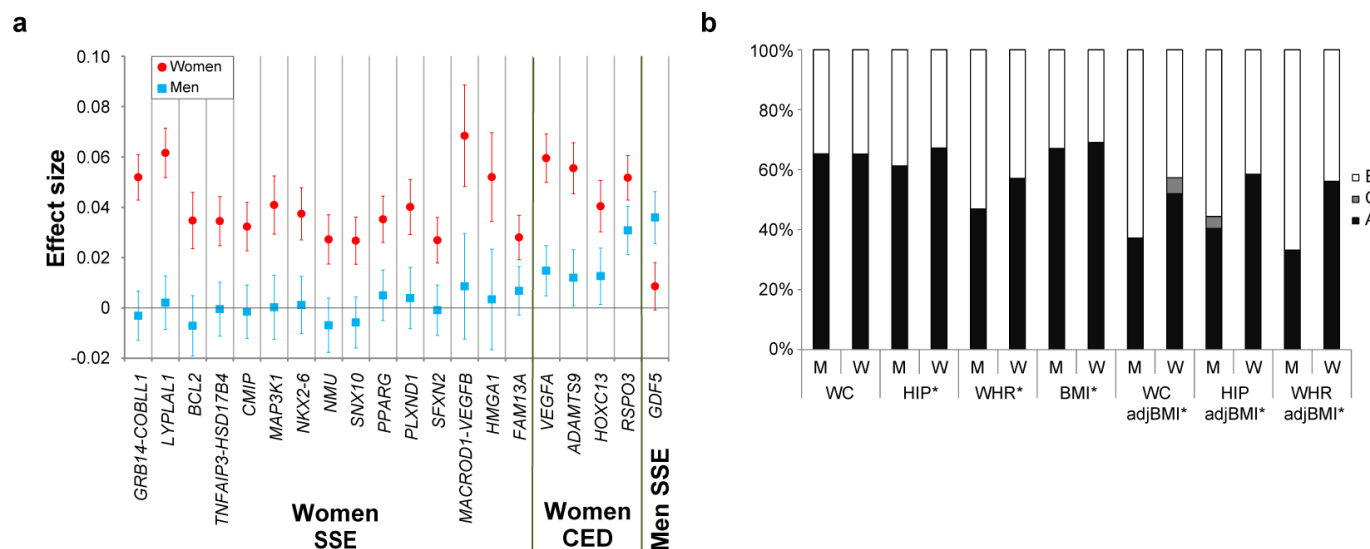 a
Effect size
0.10
0.08
0.06
0.04
0.02
0
-0.02
Women
Men
GRB14-COBLL1
LYPLAL1
BCL2
TNFAIP3-HSD17B4
CMIP
MAP3K1
NKX2-6
NMU
SNX10
PPARG
PLXND1
SFXN2
MACROD1-VEGFB
HMGA1
FAM13A
VEGFA
ADAMTS9
HOXC13
RSPO3
GDF5
Women
SSE
Women
CED
Men SSE
b
100%
80%
60%
40%
20%
0%
M W M W M W M W M W M W M W
WC HIP* WHR* BMI* WC HIP WHR
adjBMI* adjBMI* adjBMI*
A